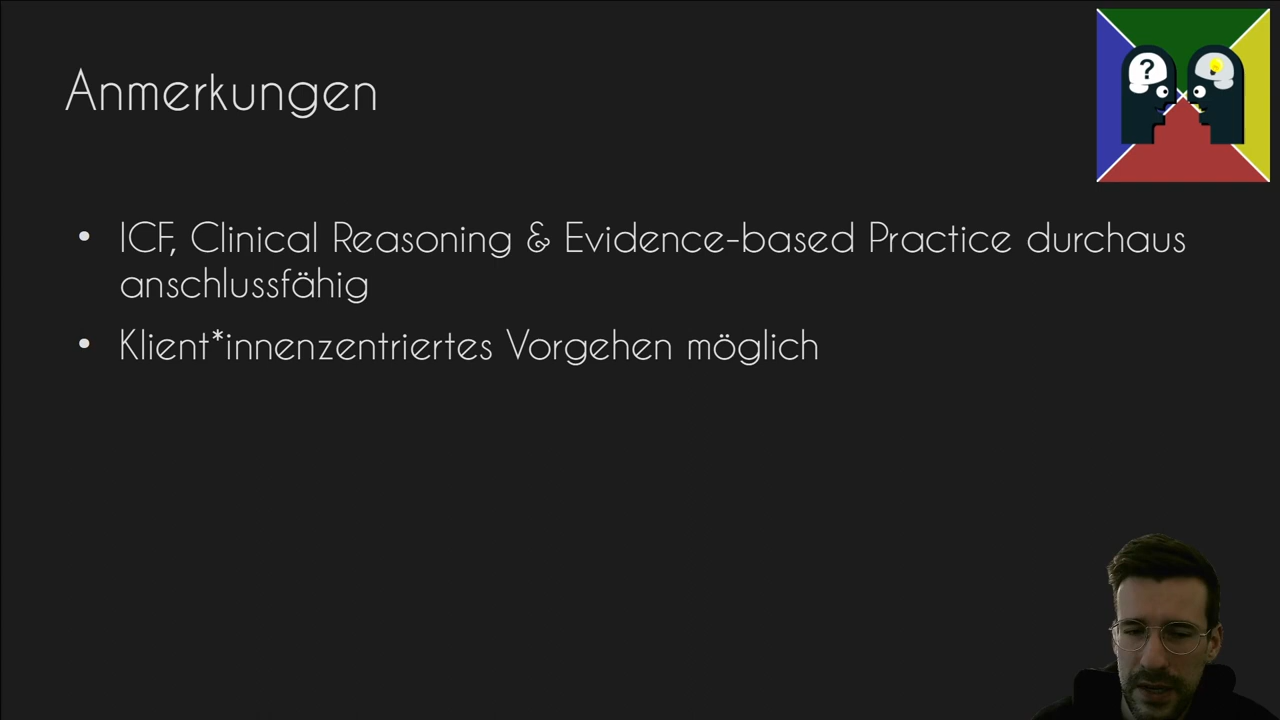 Anmerkungen
?
• ICF, Clinical Reasoning & Evidence-based Practice durchaus
anschlussfähig
• Klient*innenzentriertes Vorgehen möglich